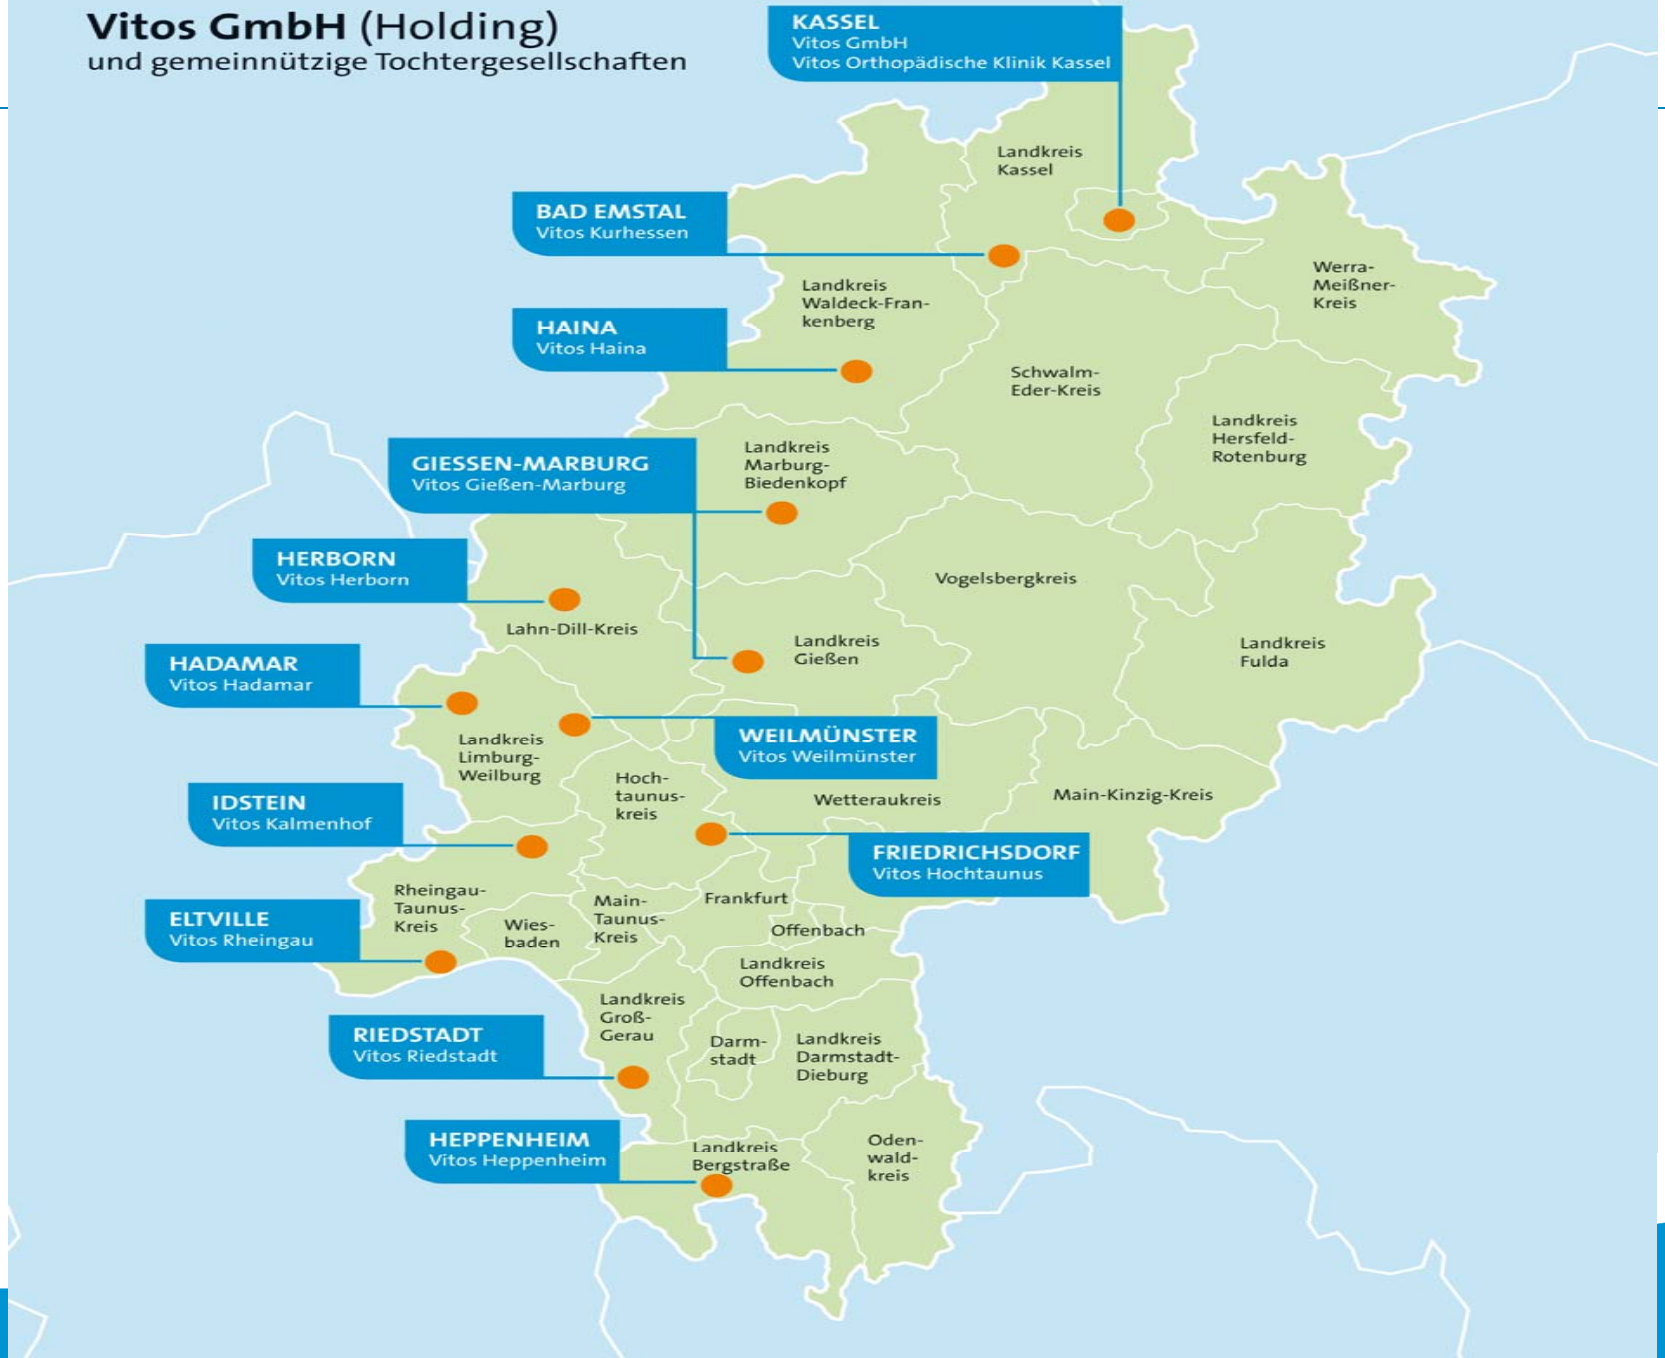 Vitos GmbH (Holding)
und gemeinnützige Tochtergesellschaften
KASSEL
Vitos GmbH
Vitos Orthopädische Klinik Kassel
Landkreis
Kassel
BAD EMSTAL
Vitos Kurhessen
Werra-
Meißner-
Kreis
Landkreis
Waldeck-Fran-
kenberg
HAINA
Vitos Haina
Schwalm-
Eder-Kreis
Landkreis
Hersfeld-
Rotenburg
Landkreis
Marburg-
Biedenkopf
GIESSEN-MARBURG
Vitos Gießen-Marburg
HERBORN
Vitos Herborn
Vogelsbergkreis
Lahn-Dill-Kreis
Landkreis
Gießen
Landkreis
Fulda
HADAMAR
Vitos Hadamar
WEILMÜNSTER
Vitos Weilmünster
Landkreis
Limburg-
Weilburg
Hoch-
taunus-
kreis
Wetteraukreis
Main-Kinzig-Kreis
IDSTEIN
Vitos Kalmenhof
FRIEDRICHSDORF
Vitos Hochtaunus
Rheingau-
Taunus-
Kreis
Wies-
baden
Main-
Taunus-
Kreis
Frankfurt
Offenbach
ELTVILLE
Vitos Rheingau
Landkreis
Offenbach
Landkreis
Groß-
Gerau
RIEDSTADT
Vitos Riedstadt
Darm-
stadt
Landkreis
Darmstadt-
Dieburg
HEPPENHEIM
Vitos Heppenheim
Landkreis
Bergstraße
Oden-
wald-
kreis